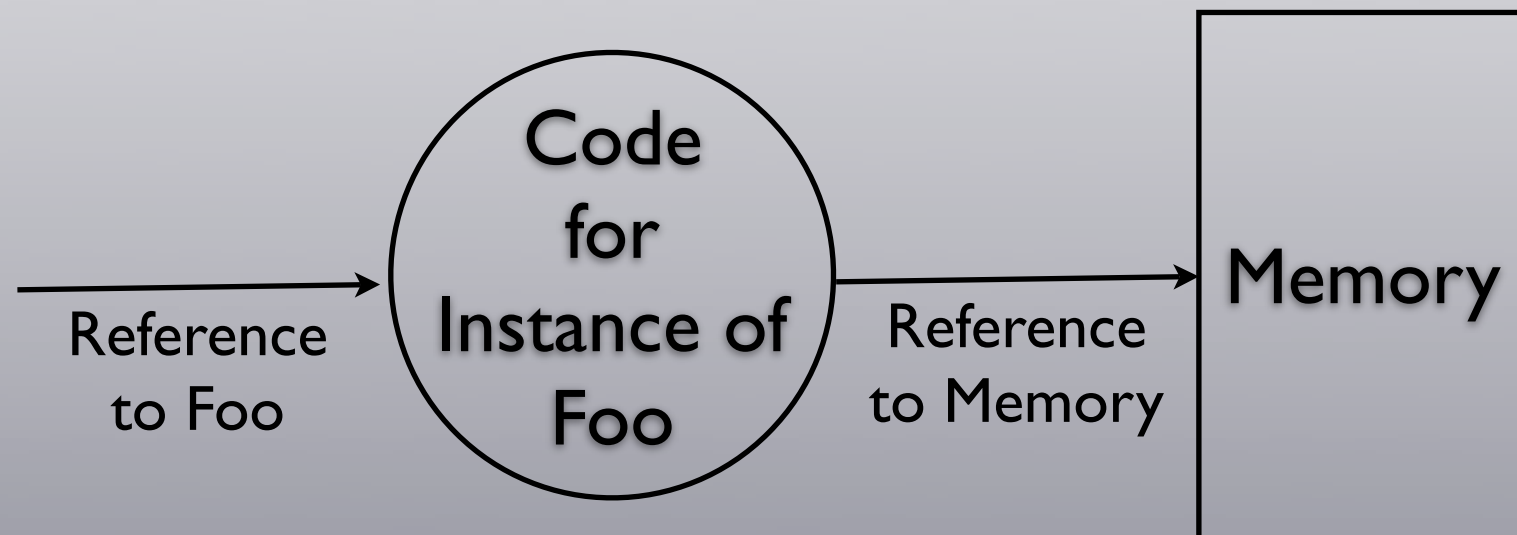 Code
for
Instance of
Foo
Reference
to Foo
Reference
to Memory
Memory